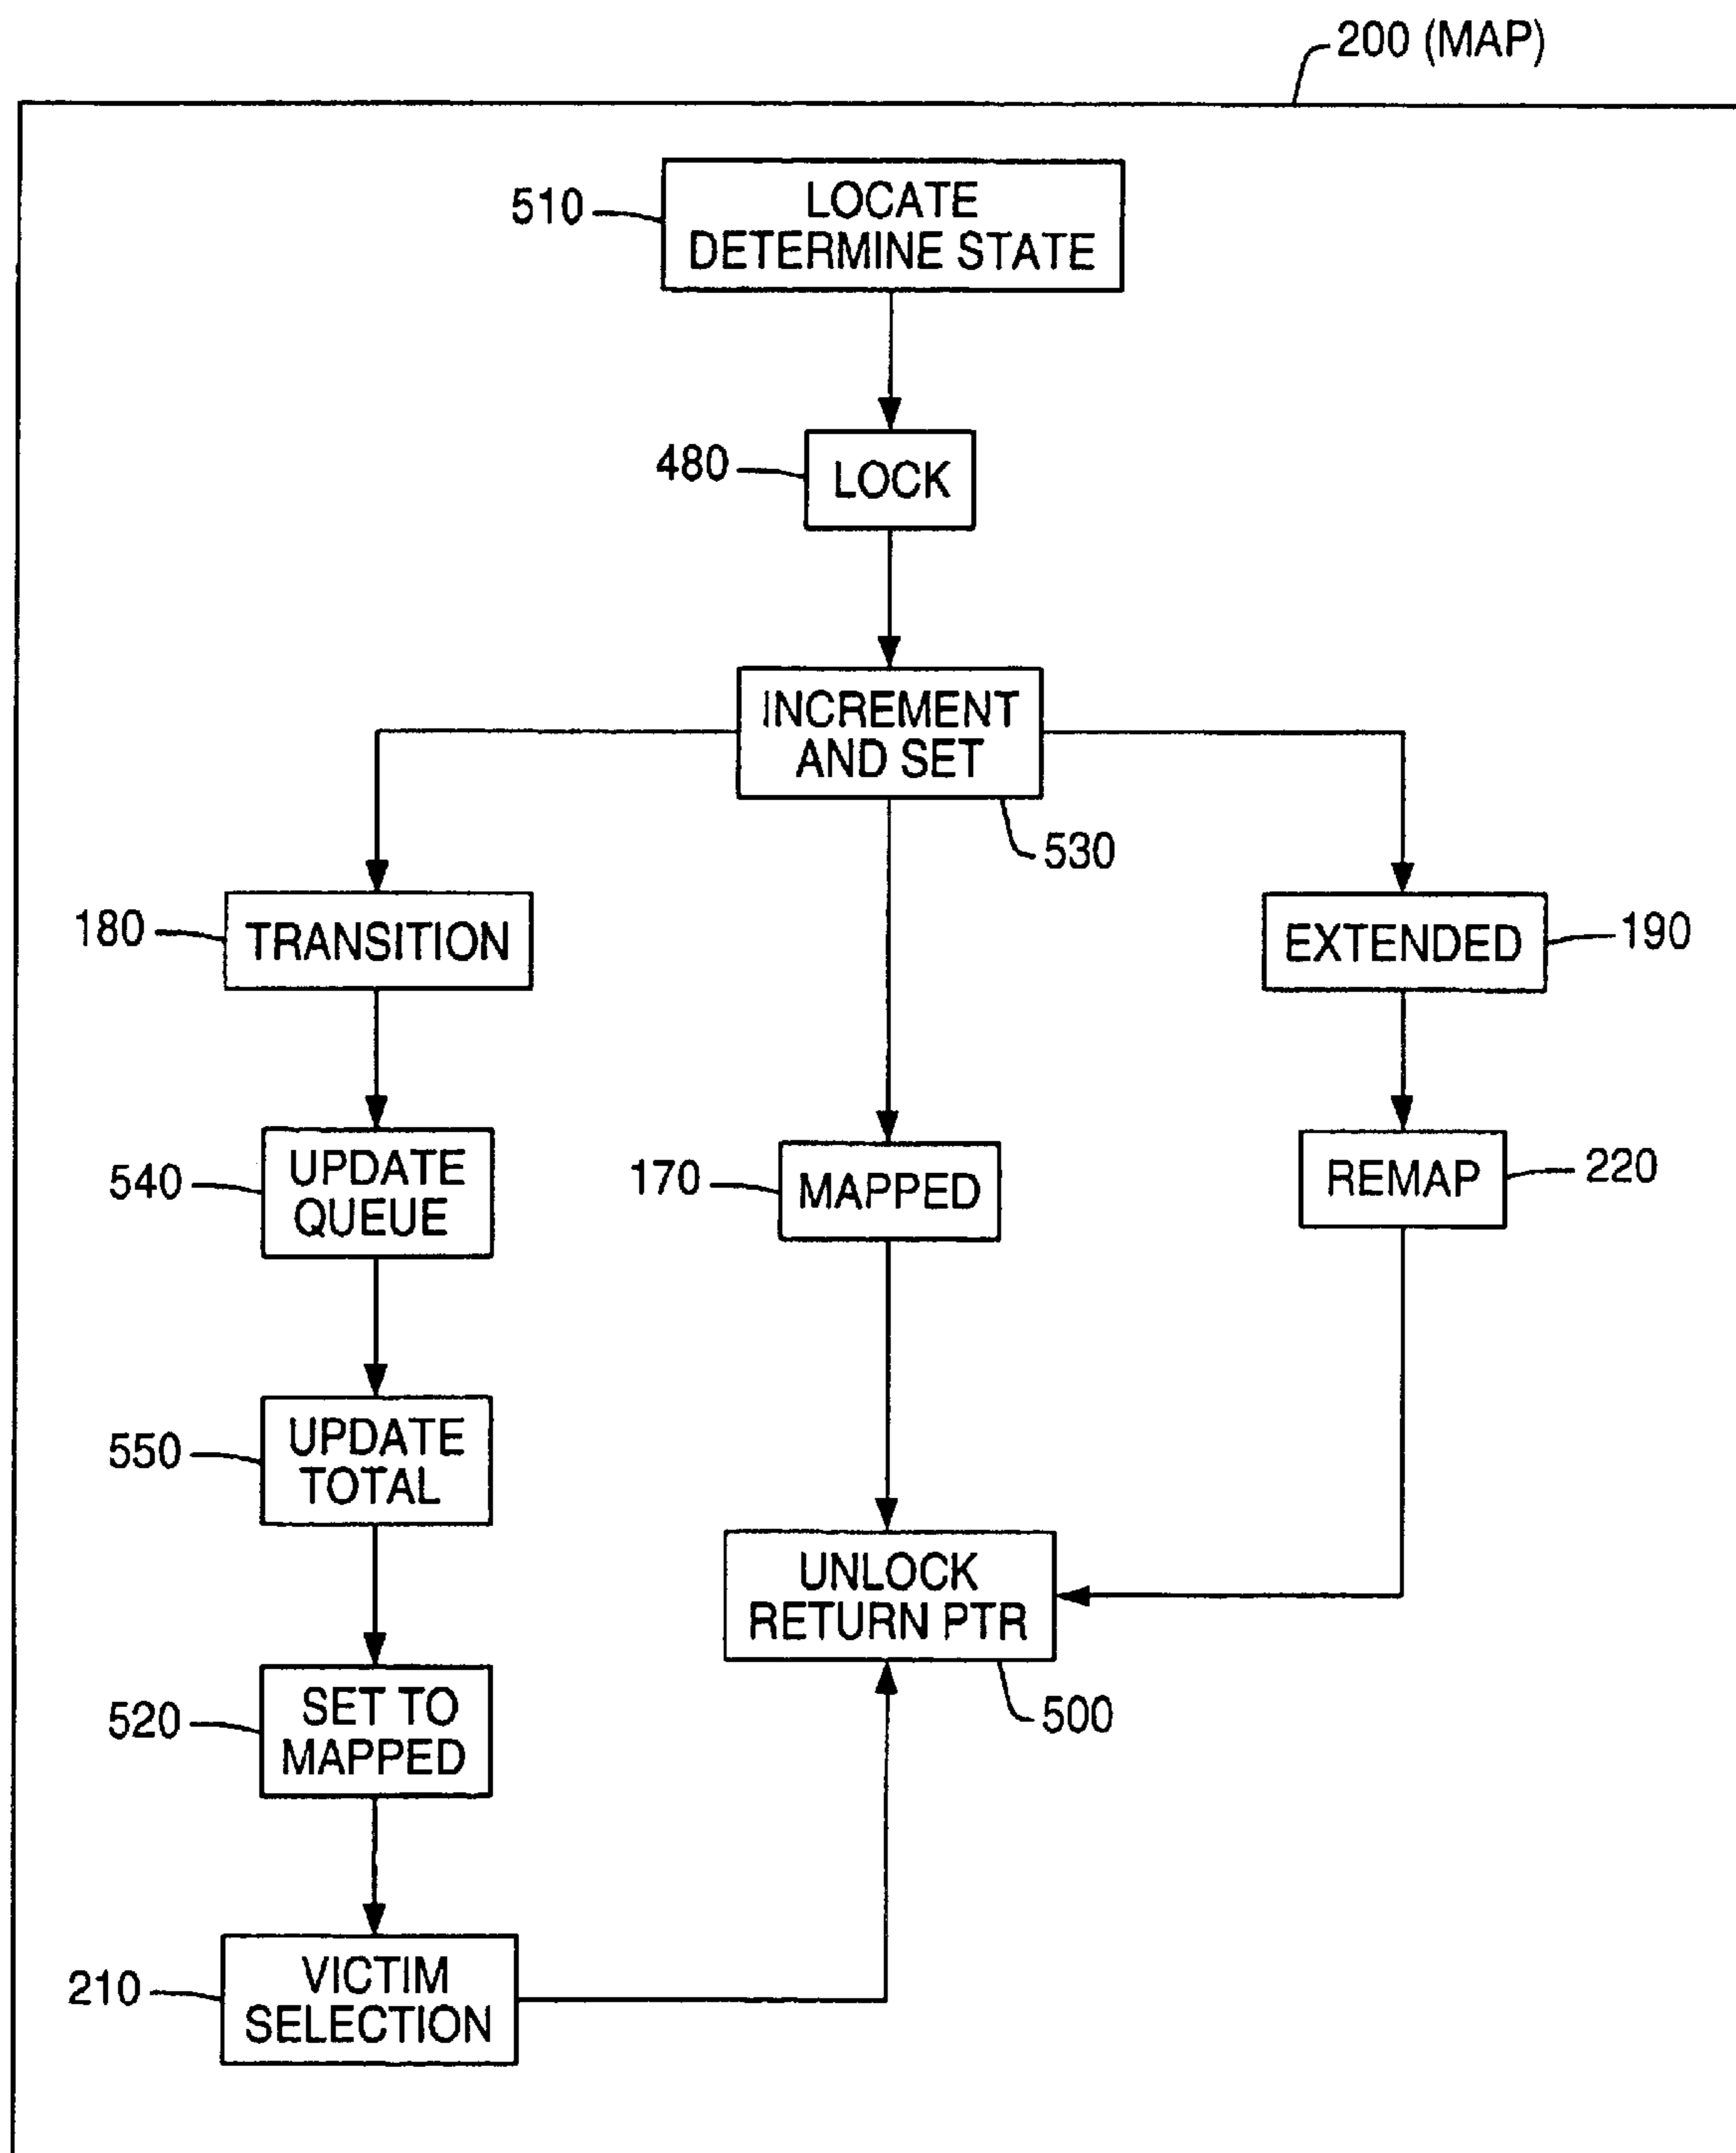 200 (MAP)
510
LOCATE
DETERMINE STATE
480
LOCK
INCREMENT
AND SET
530
180
TRANSITION
EXTENDED
190
540
UPDATE
QUEUE
170
MAPPED
REMAP
220
550
UPDATE
TOTAL
UNLOCK
RETURN PTR
500
520
SET TO
MAPPED
210
VICTIM
SELECTION